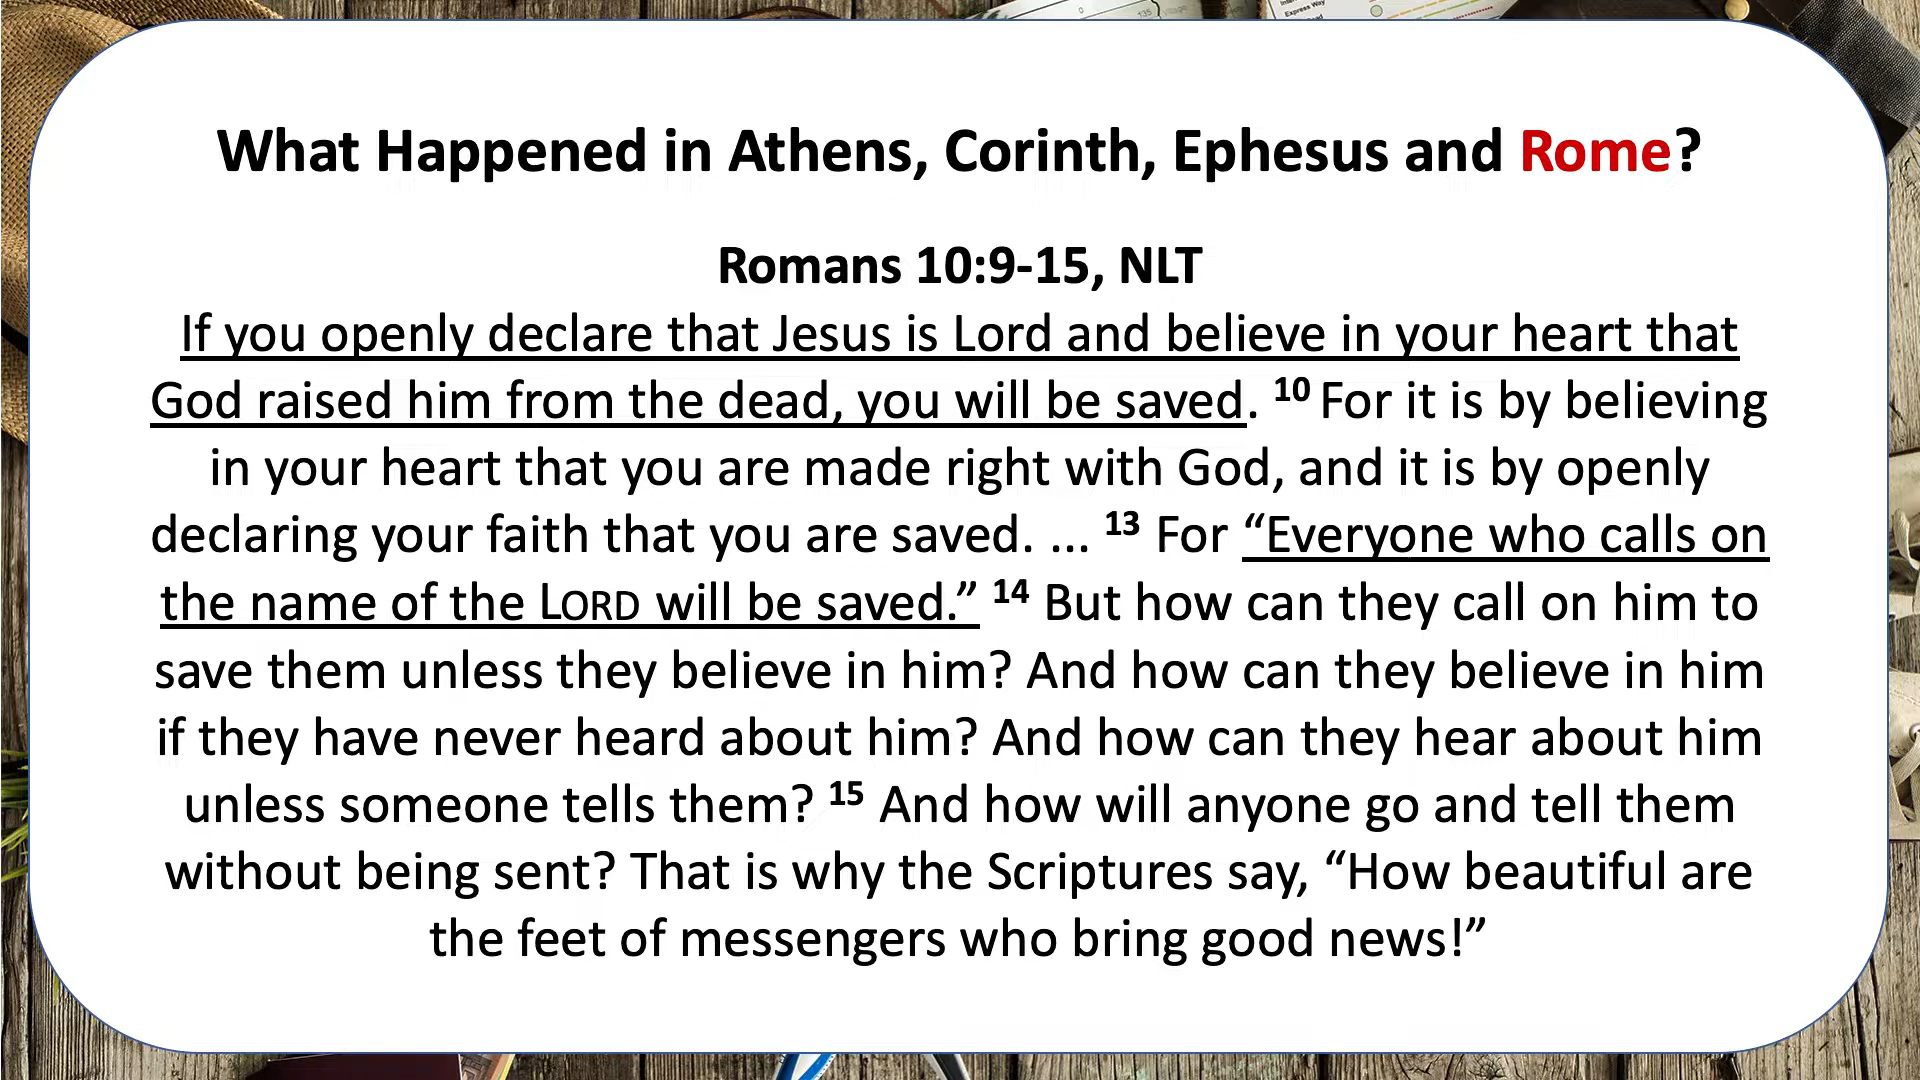 0
135
Express Way
What Happened in Athens, Corinth, Ephesus and Rome?
Romans 10:9-15, NLT
If you openly declare that Jesus is Lord and believe in your heart that
God raised him from the dead, you will be saved. 10 For it is by believing
in your heart that you are made right with God, and it is by openly
declaring your faith that you are saved. ... 13 For “Everyone who calls on
the name of the LORD will be saved.” 14 But how can they call on him to
save them unless they believe in him? And how can they believe in him
if they have never heard about him? And how can they hear about him
unless someone tells them? 15 And how will anyone go and tell them
without being sent? That is why the Scriptures say, “How beautiful are
the feet of messengers who bring good news!”